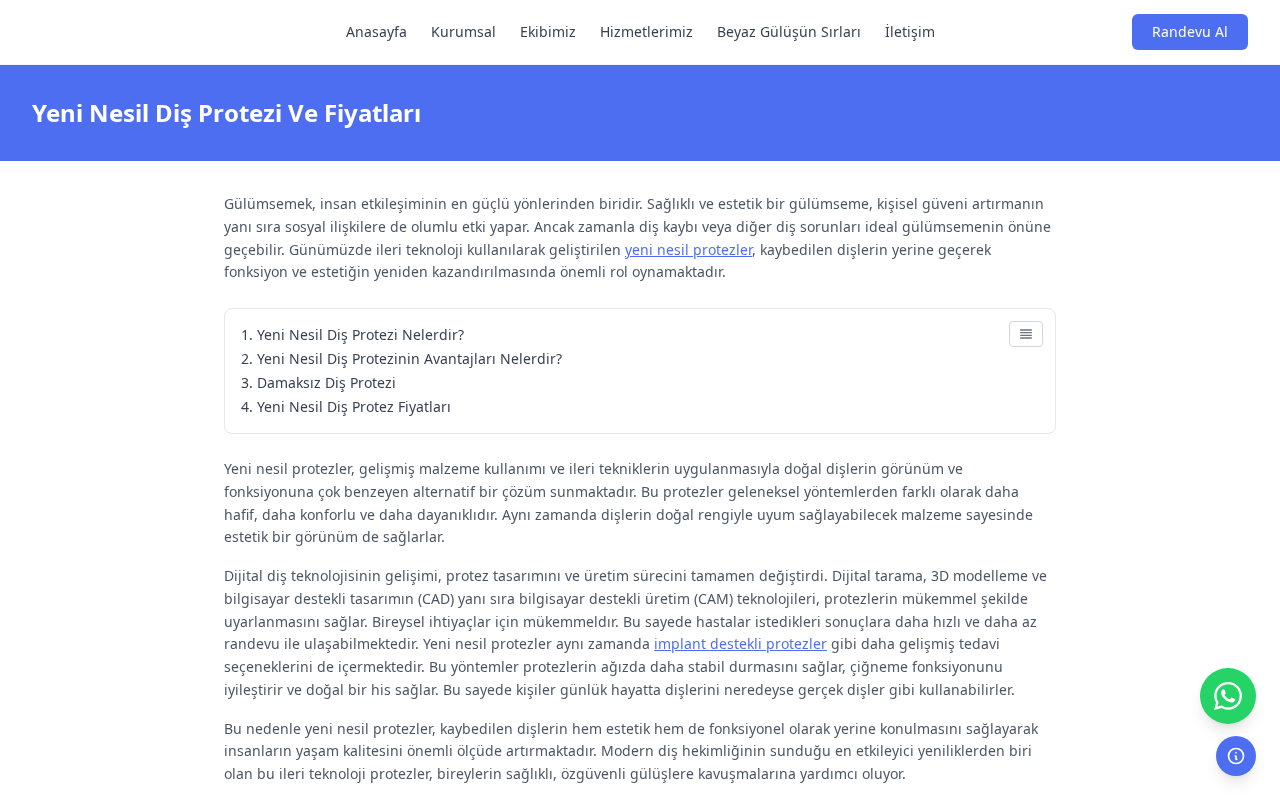 Anasayfa Kurumsal Ekibimiz Hizmetlerimiz Beyaz Gülüşün Sırları İletişim Randevu Al
Yeni Nesil Diş Protezi Ve Fiyatları
Gülümsemek, insan etkileşiminin en güçlü yönlerinden biridir. Sağlıklı ve estetik bir gülümseme, kişisel güveni artırmanın
yanı sıra sosyal ilişkilere de olumlu etki yapar. Ancak zamanla diş kaybı veya diğer diş sorunları ideal gülümsemenin önüne
geçebilir. Günümüzde ileri teknoloji kullanılarak geliştirilen yeni nesil protezler, kaybedilen dişlerin yerine geçerek
fonksiyon ve estetiğin yeniden kazandırılmasında önemli rol oynamaktadır.
1. Yeni Nesil Diş Protezi Nelerdir?
2. Yeni Nesil Diş Protezinin Avantajları Nelerdir?
3. Damaksız Diş Protezi
4. Yeni Nesil Diş Protez Fiyatları
Yeni nesil protezler, gelişmiş malzeme kullanımı ve ileri tekniklerin uygulanmasıyla doğal dişlerin görünüm ve
fonksiyonuna çok benzeyen alternatif bir çözüm sunmaktadır. Bu protezler geleneksel yöntemlerden farklı olarak daha
hafif, daha konforlu ve daha dayanıklıdır. Aynı zamanda dişlerin doğal rengiyle uyum sağlayabilecek malzeme sayesinde
estetik bir görünüm de sağlarlar.
Dijital diş teknolojisinin gelişimi, protez tasarımını ve üretim sürecini tamamen değiştirdi. Dijital tarama, 3D modelleme ve
bilgisayar destekli tasarımın (CAD) yanı sıra bilgisayar destekli üretim (CAM) teknolojileri, protezlerin mükemmel şekilde
uyarlanmasını sağlar. Bireysel ihtiyaçlar için mükemmeldir. Bu sayede hastalar istedikleri sonuçlara daha hızlı ve daha az
randevu ile ulaşabilmektedir. Yeni nesil protezler aynı zamanda implant destekli protezler gibi daha gelişmiş tedavi
seçeneklerini de içermektedir. Bu yöntemler protezlerin ağızda daha stabil durmasını sağlar, çiğneme fonksiyonunu
iyileştirir ve doğal bir his sağlar. Bu sayede kişiler günlük hayatta dişlerini neredeyse gerçek dişler gibi kullanabilirler.
Bu nedenle yeni nesil protezler, kaybedilen dişlerin hem estetik hem de fonksiyonel olarak yerine konulmasını sağlayarak
insanların yaşam kalitesini önemli ölçüde artırmaktadır. Modern diş hekimliğinin sunduğu en etkileyici yeniliklerden biri
olan bu ileri teknoloji protezler, bireylerin sağlıklı, özgüvenli gülüşlere kavuşmalarına yardımcı oluyor.